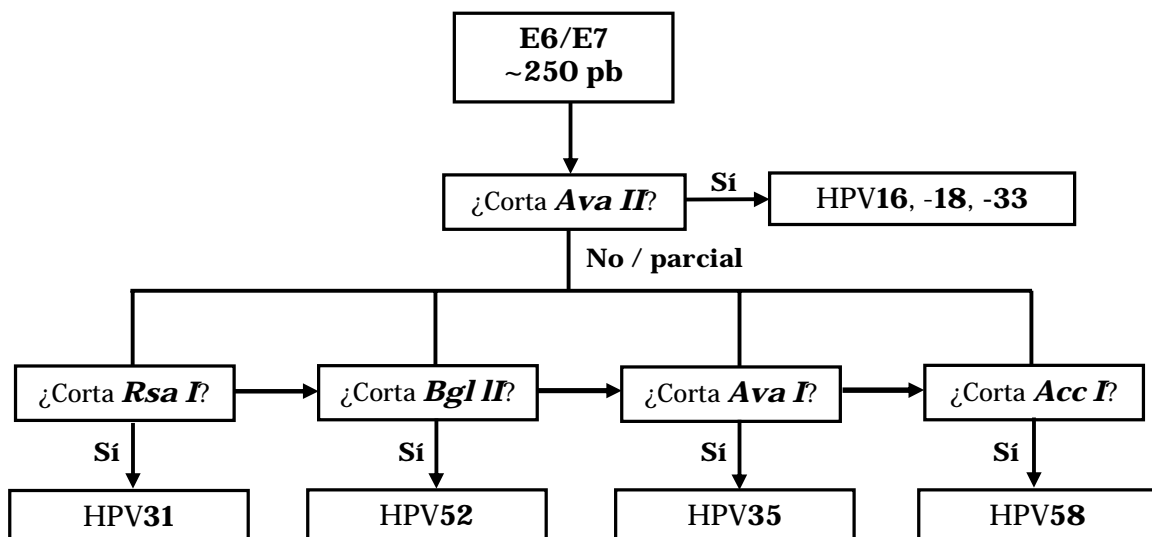 E6/E7
~250 pb
¿Corta Ava II?
Sí
HPV16, -18, -33
No / parcial
¿Corta Rsa I?
¿Corta Bgl lI?
¿Corta Ava I?
¿Corta Acc I?
Sí
Sí
Sí
Sí
HPV31
HPV52
HPV35
HPV58